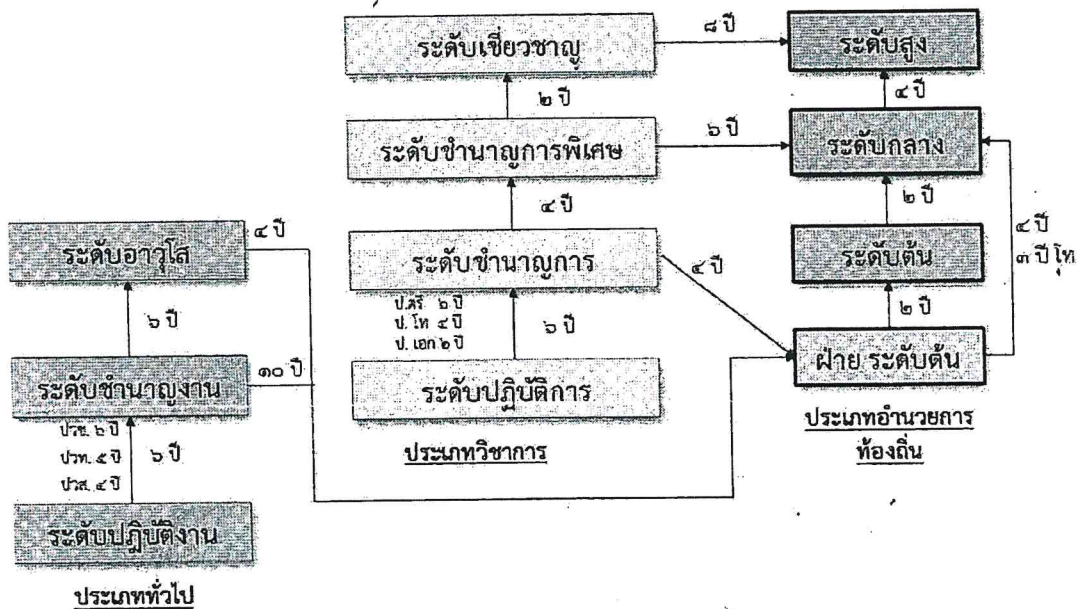 ระดับเชี่ยวชาญ
๘ ปี
ระดับสูง
๒ ปี
๔ ปี
ระดับชำนาญการพิเศษ
๖ ปี
ระดับกลาง
๔ ปี
๒ ปี
๔ ปี
๓ ปี โท
ระดับอาวุโส
๔ ปี
ระดับชำนาญการ
๔ ปี
ระดับต้น
๖ ปี
ป.ตรี ๖ ปี
ป. โท ๔ ปี
ป. เอก ๒ ปี
๖ ปี
๒ ปี
ระดับชำนาญงาน
๑๐ ปี
ระดับปฏิบัติการ
ฝ่าย ระดับต้น
ปวช. ๖ ปี
ปวท. ๕ ปี
ปวส. ๔ ปี
๖ ปี
ประเภทวิชาการ
ประเภทอำนวยการ
ท้องถิ่น
ระดับปฏิบัติงาน
ประเภททั่วไป